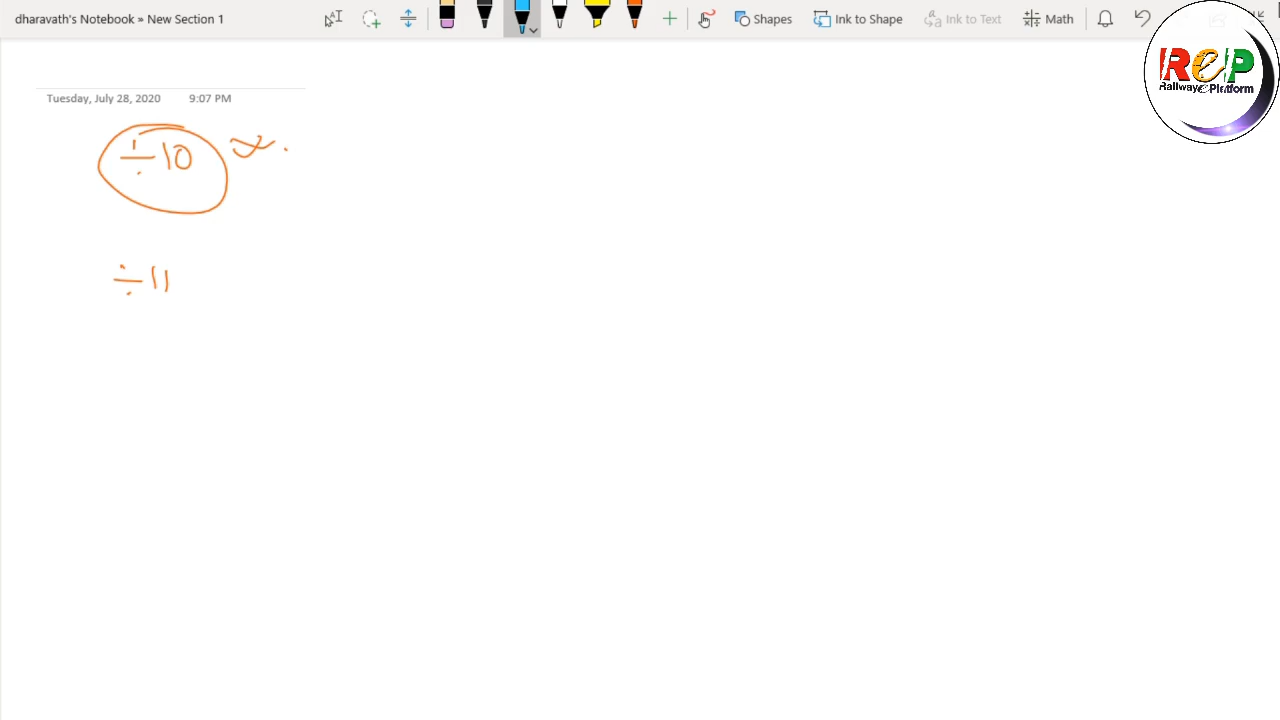 dharavath's Notebook » New Section 1
Shapes
Ink to Shape
Ink to Text
Math
ReP
Railways Platform
Tuesday, July 28, 2020 9:07 PM
÷10
÷11